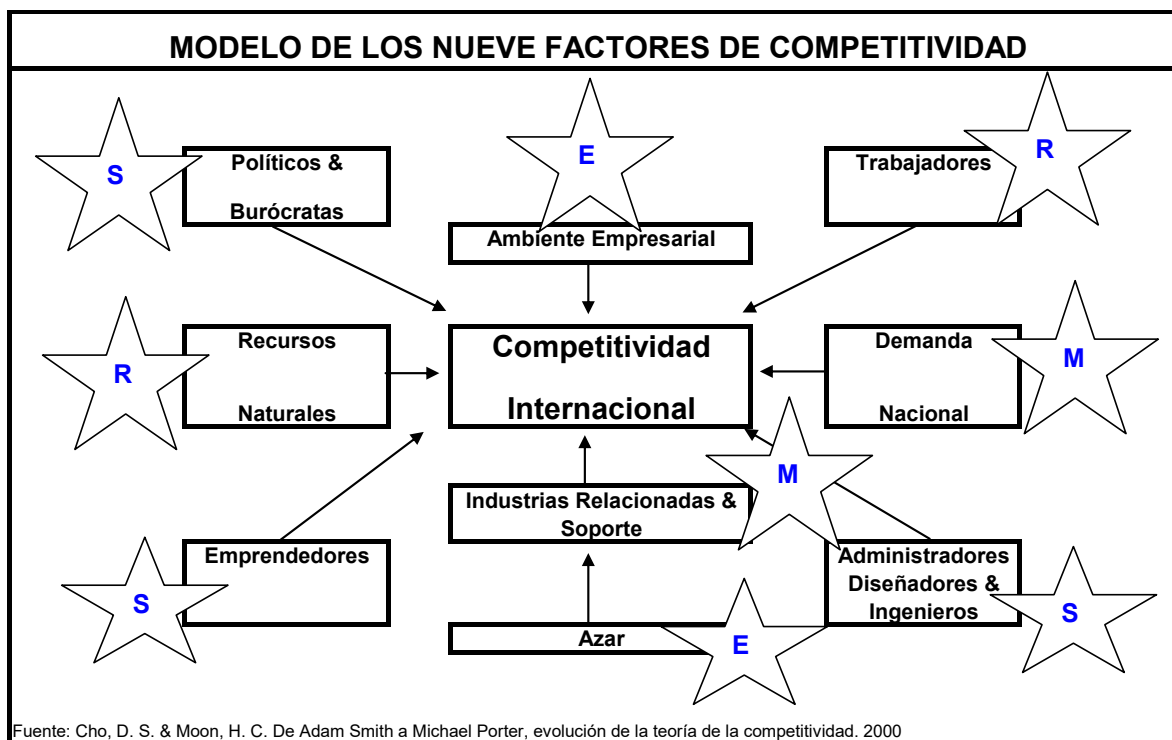 MODELO DE LOS NUEVE FACTORES DE COMPETITIVIDAD
S
Políticos &
Burócratas
E
Ambiente Empresarial
Trabajadores
R
R
Recursos
Naturales
Competitividad
Internacional
Demanda
Nacional
M
M
Industrias Relacionadas &
Soporte
S
Emprendedores
Administradores
Diseñadores &
Ingenieros
S
Azar
E
Fuente: Cho, D. S. & Moon, H. C. De Adam Smith a Michael Porter, evolución de la teoría de la competitividad. 2000